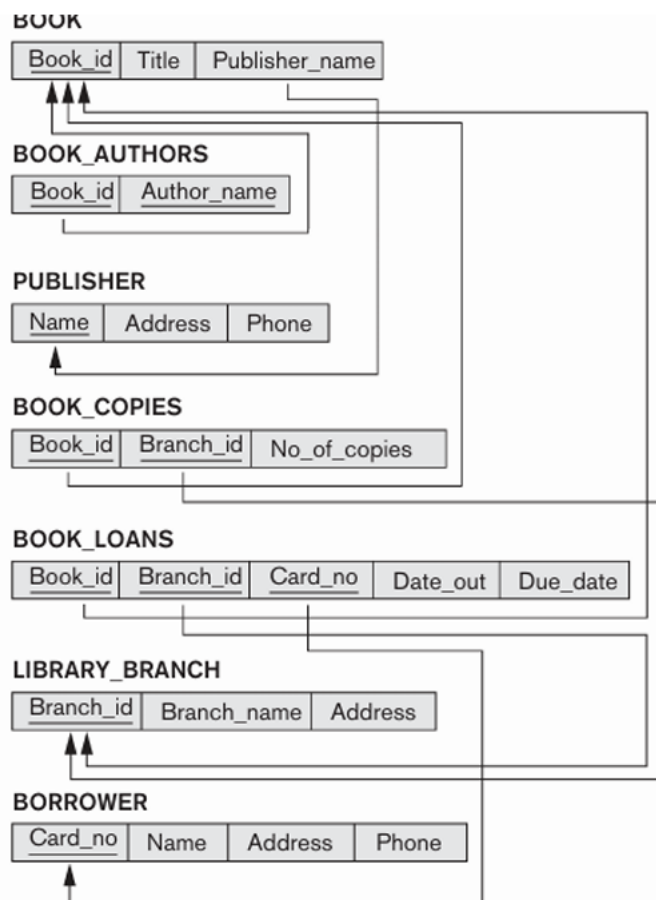 BOOK
Book_id Title Publisher_name
BOOK_AUTHORS
Book_id Author_name
PUBLISHER
Name Address Phone
BOOK_COPIES
Book_id Branch_id No_of_copies
BOOK_LOANS
Book_id Branch_id Card_no Date_out Due_date
LIBRARY_BRANCH
Branch_id Branch_name Address
BORROWER
Card_no Name Address Phone